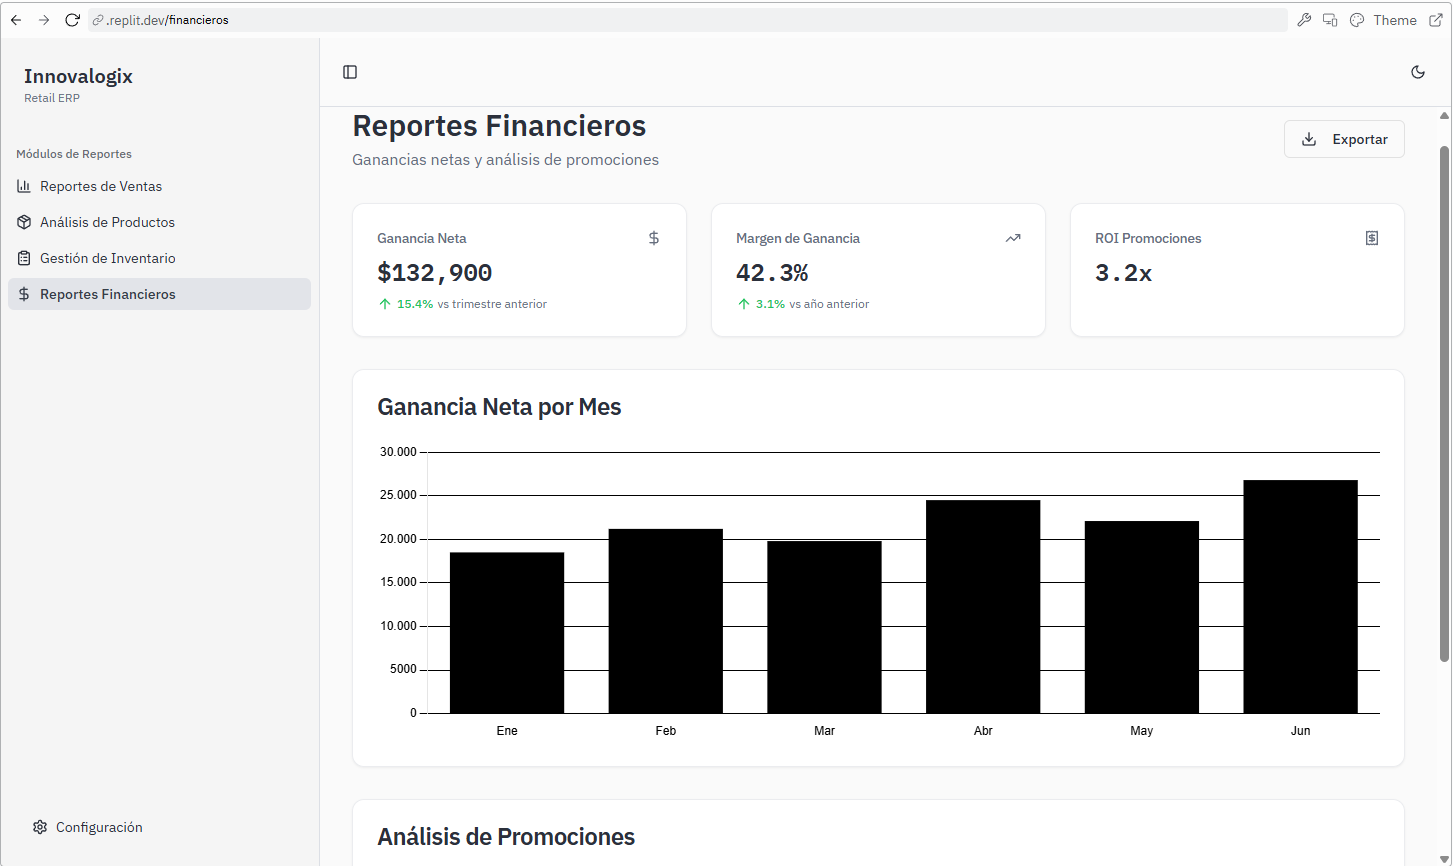 .replit.dev/financieros
Theme
Innovalogix
Retail ERP
Módulos de Reportes
Reportes de Ventas
Análisis de Productos
Gestión de Inventario
Reportes Financieros
Configuración
Reportes Financieros
Ganancias netas y análisis de promociones
Exportar
Ganancia Neta
$132,900
15.4% vs trimestre anterior
Margen de Ganancia
42.3%
3.1% vs año anterior
ROI Promociones
3.2x
Ganancia Neta por Mes
30.000
25.000
20.000
15.000
10.000
5000
0
Ene Feb Mar Abr May Jun
Análisis de Promociones